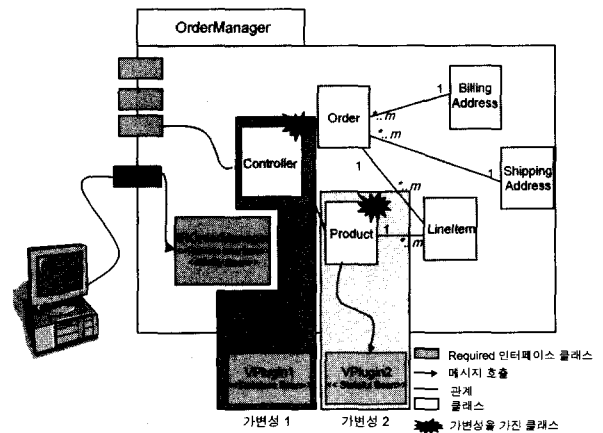 OrderManager
Billing
Address
1
Order
*..m
*..m
1
Controller
1
Shipping
Address
*..m
Product
1
*..m
LineItem
VPlugin1
VPlugin2
<< Stateful Bean>>
가변성 1
가변성 2
Required 인터페이스 클래스
메시지 호출
관계
클래스
가변성을 가진 클래스